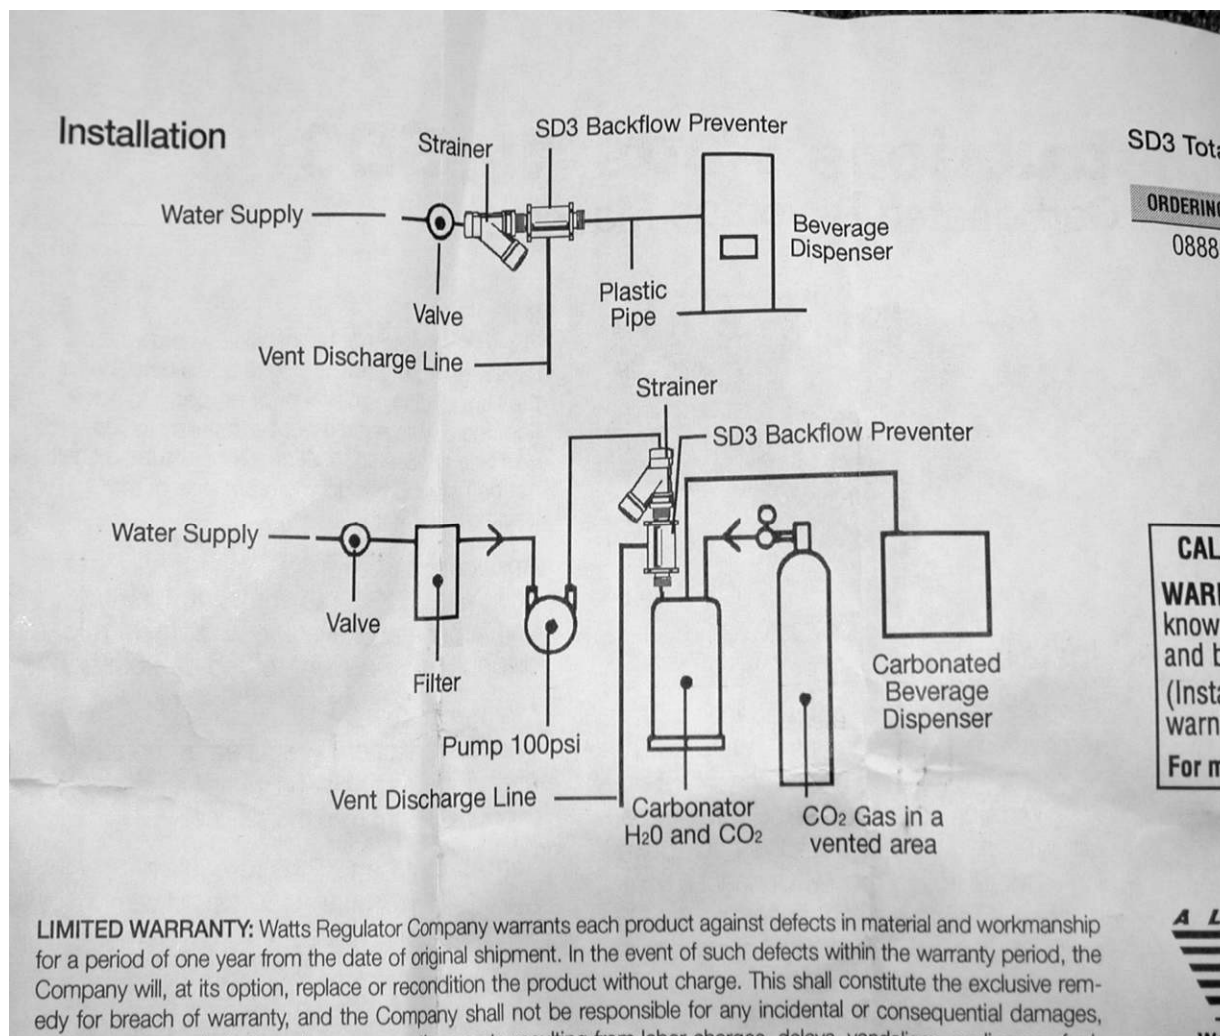 Installation
Strainer
SD3 Backflow Preventer
Water Supply
Beverage
Dispenser
Valve
Plastic
Pipe
Vent Discharge Line
Strainer
SD3 Backflow Preventer
Water Supply
Valve
Filter
Pump 100psi
Carbonated
Beverage
Dispenser
Vent Discharge Line
Carbonator
H20 and CO2
CO2 Gas in a
vented area
SD3 Tota
ORDERING
0888
CAL
WAR
know
and b
(Insta
warn
For m
LIMITED WARRANTY: Watts Regulator Company warrants each product against defects in material and workmanship
for a period of one year from the date of original shipment. In the event of such defects within the warranty period, the
Company will, at its option, replace or recondition the product without charge. This shall constitute the exclusive rem-
edy for breach of warranty, and the Company shall not be responsible for any incidental or consequential damages,
A L